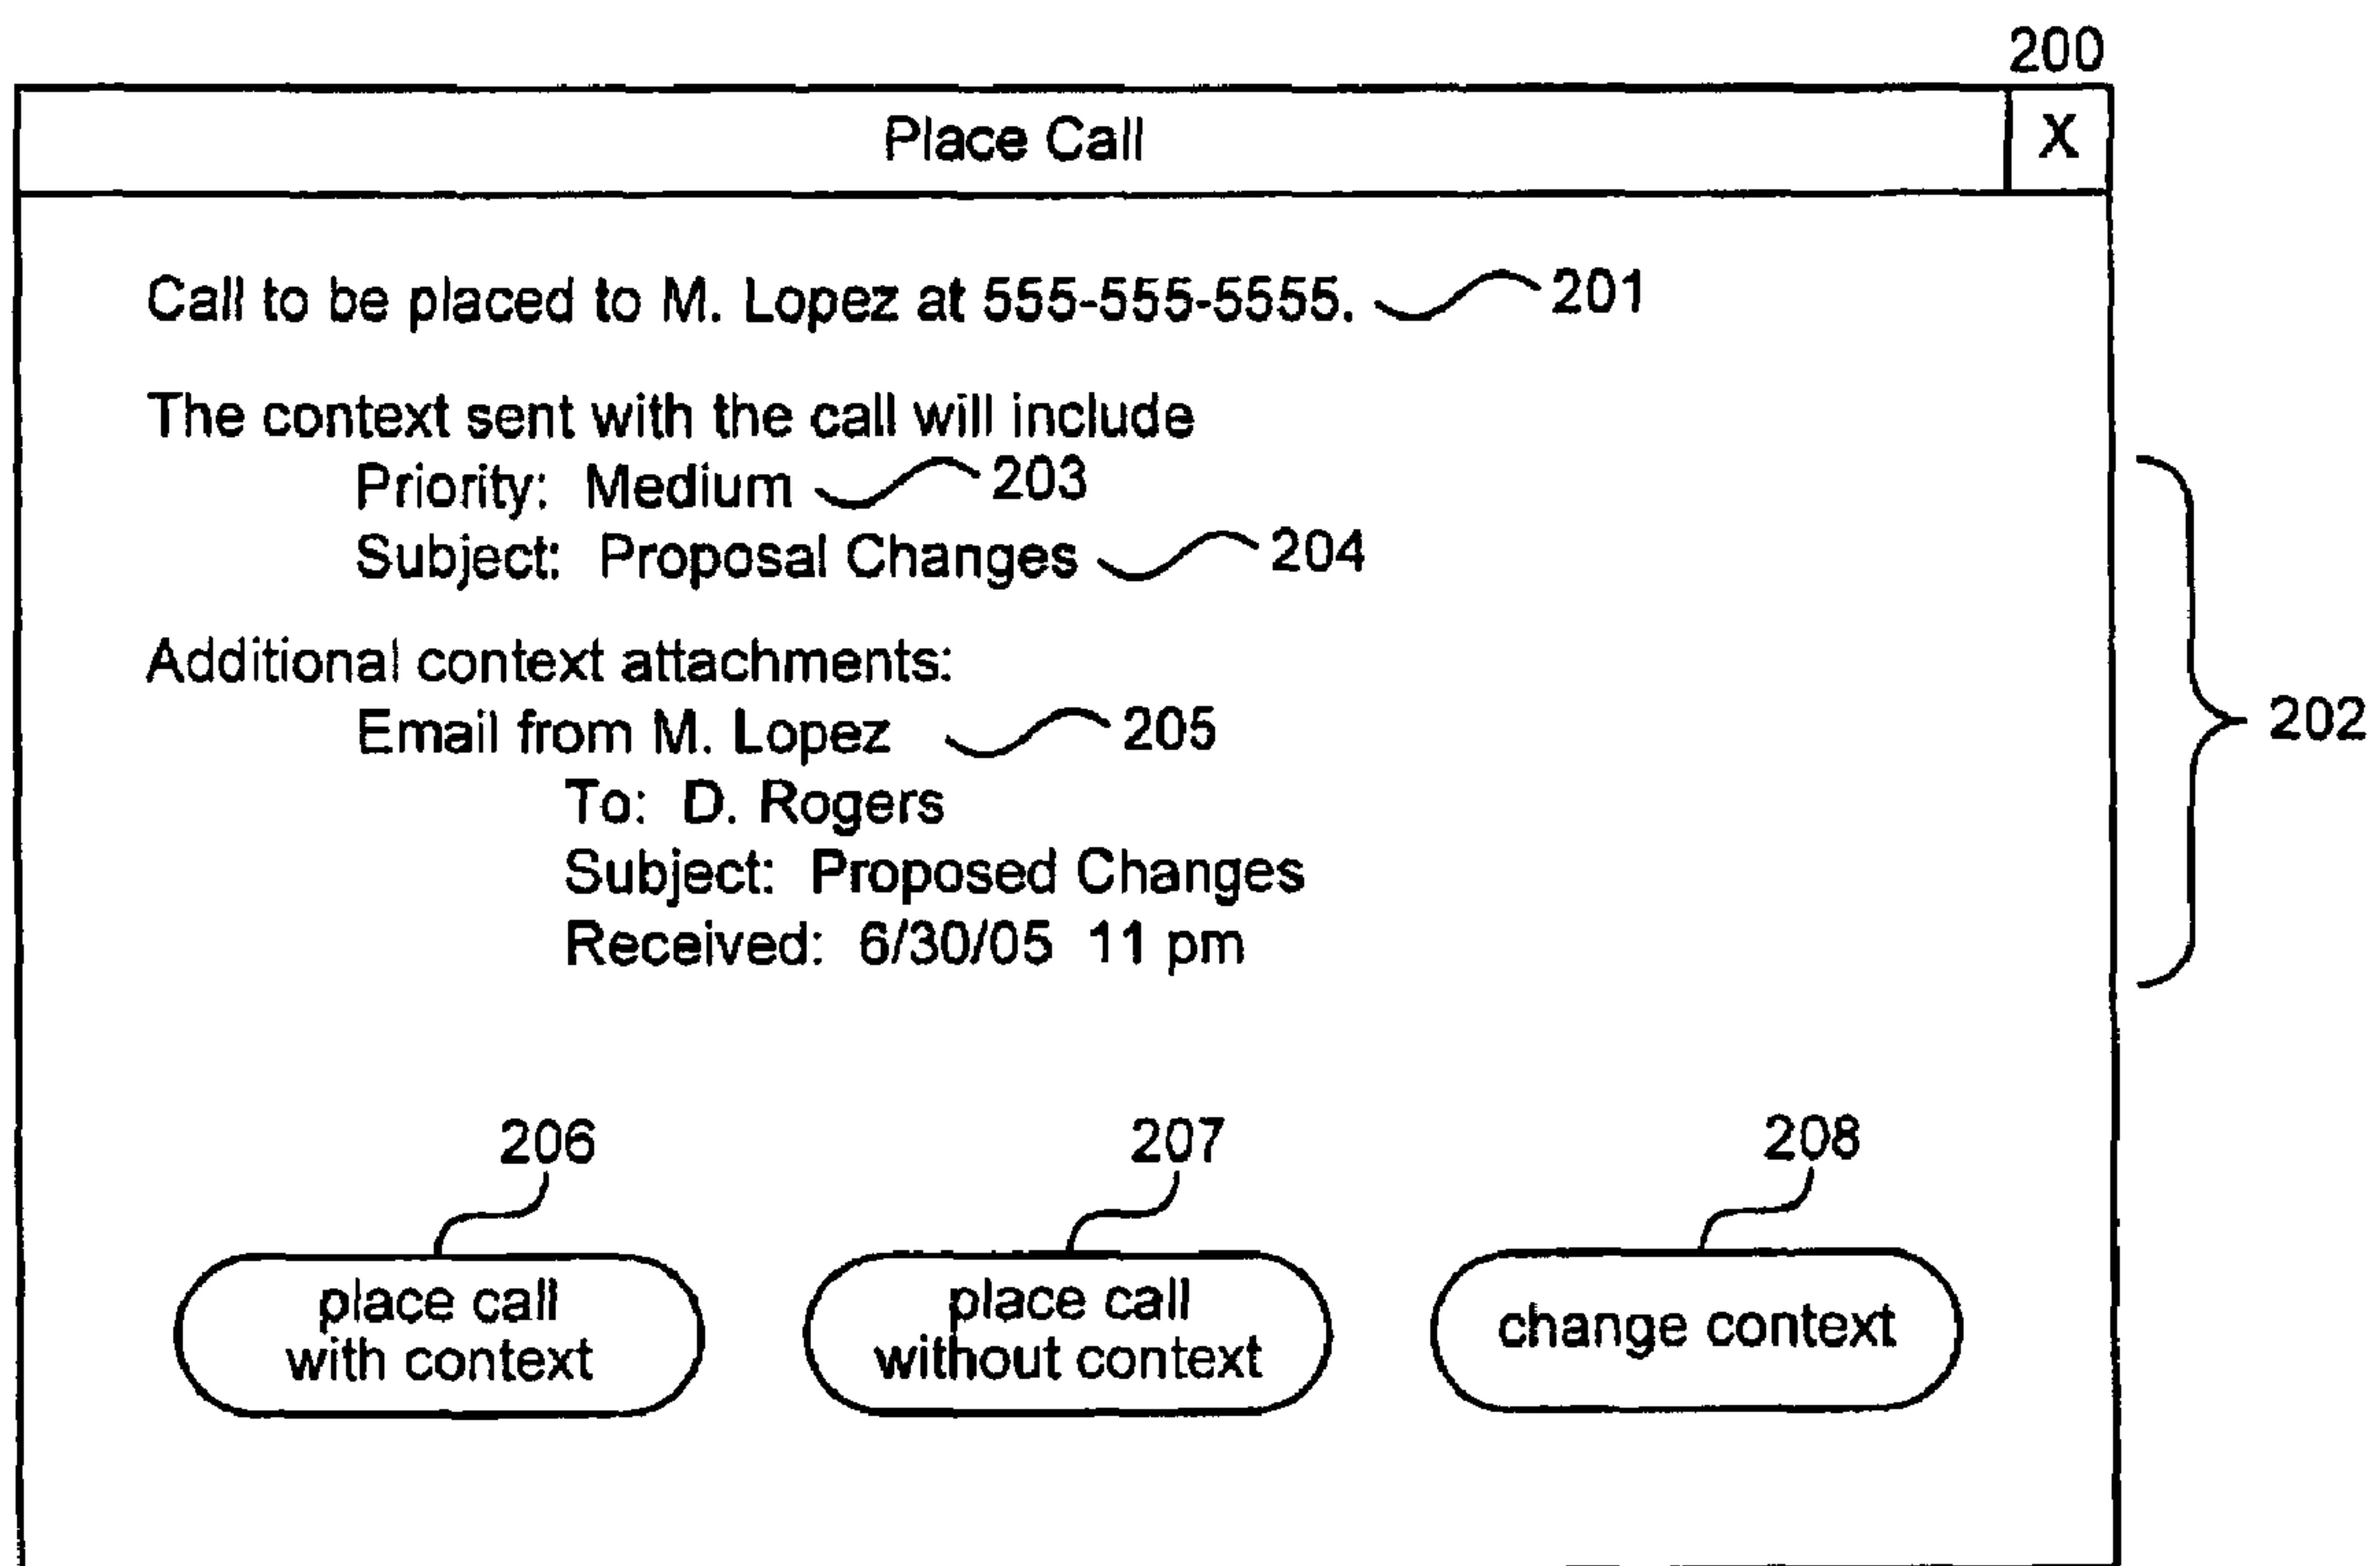 200
Place Call X
Call to be placed to M. Lopez at 555-555-5555. 201
The context sent with the call will include
Priority: Medium 203
Subject: Proposal Changes 204
Additional context attachments:
Email from M. Lopez 205
202
To: D. Rogers
Subject: Proposed Changes
Received: 6/30/05 11 pm
206 207 208
place call with context
place call without context
change context